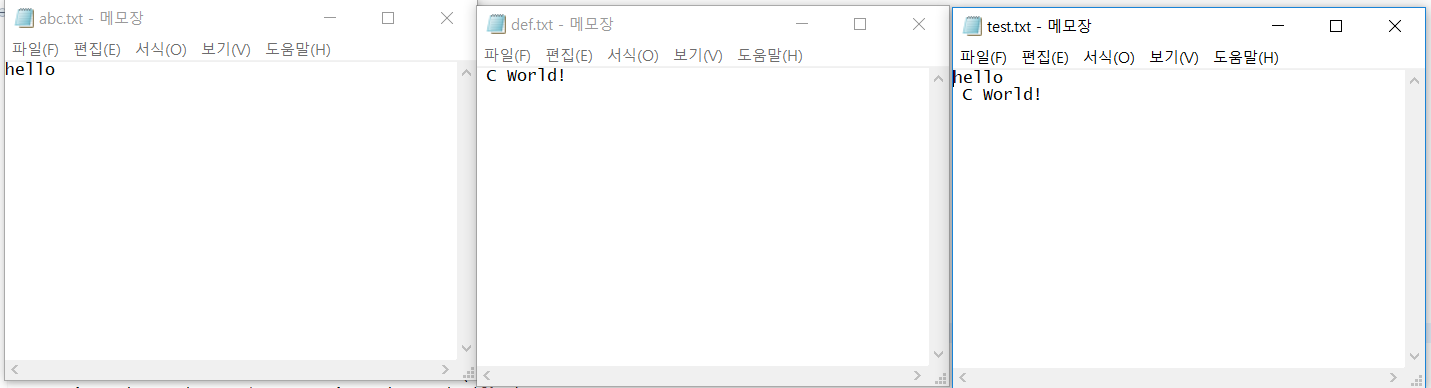 abc.txt - 메모장
파일(F) 편집(E) 서식(O) 보기(V) 도움말(H)
hello
def.txt - 메모장
파일(F) 편집(E) 서식(O) 보기(V) 도움말(H)
C World!
test.txt - 메모장
파일(F) 편집(E) 서식(O) 보기(V) 도움말(H)
hello
C World!